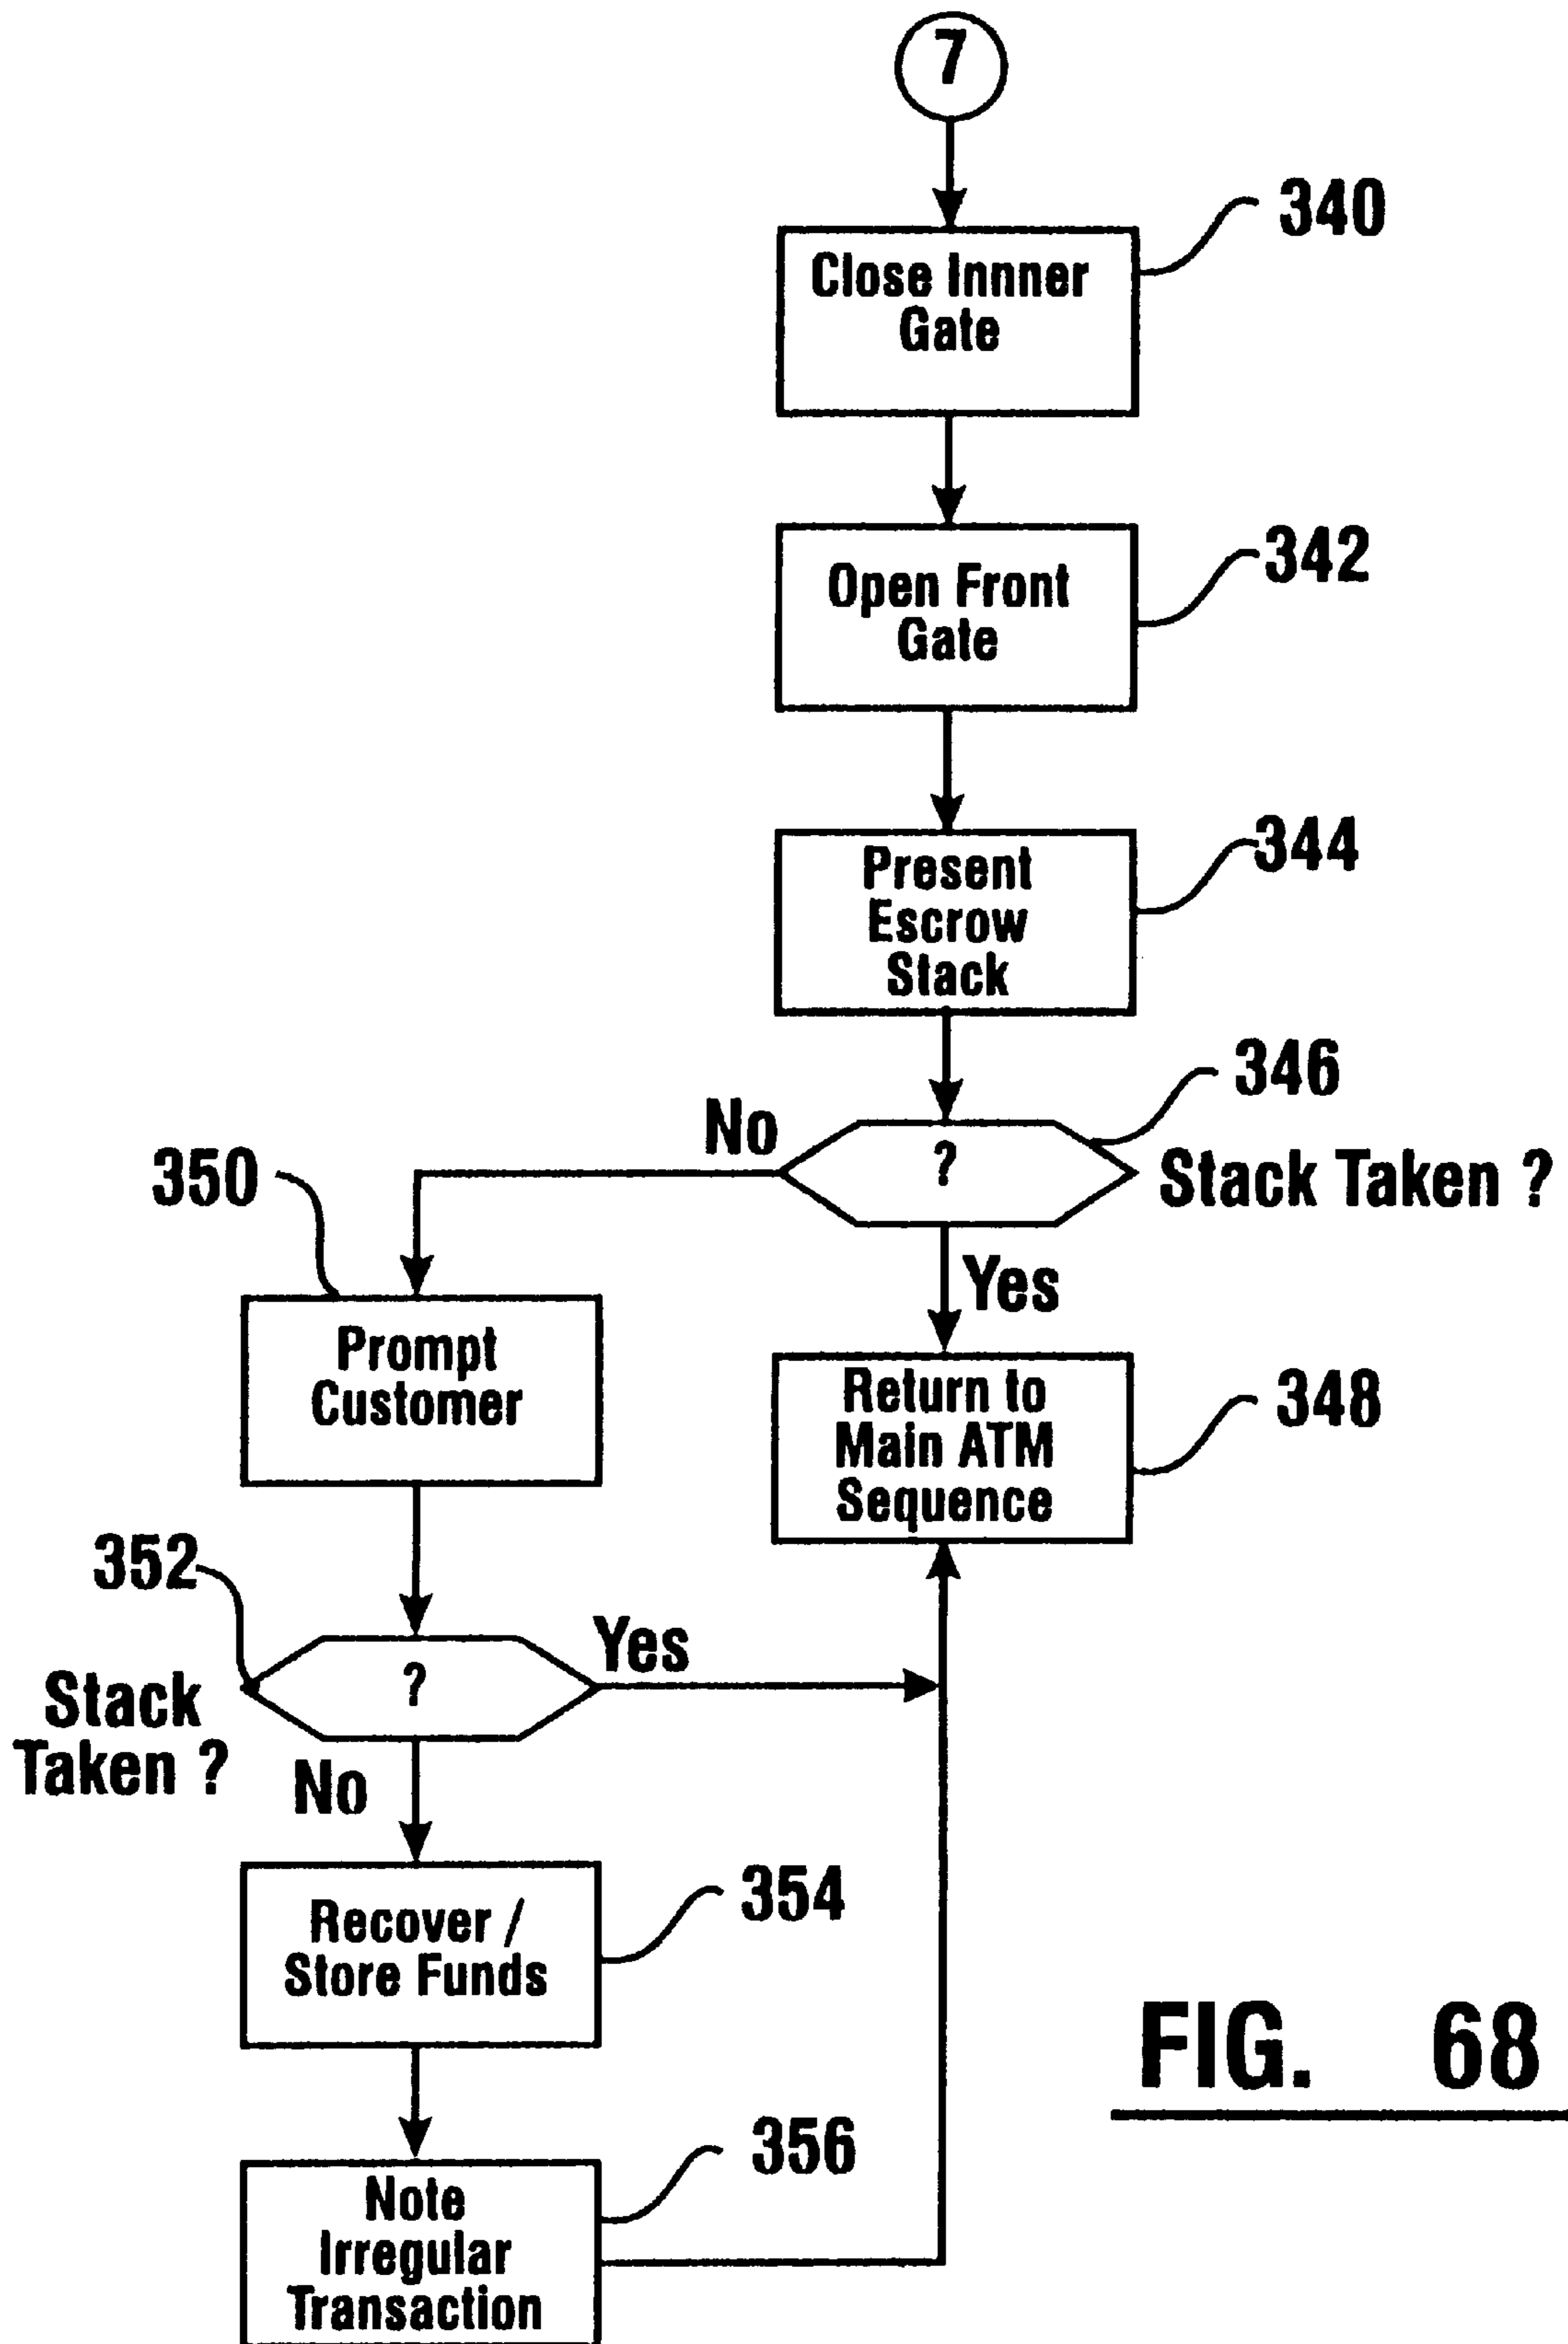 7
340
Close Innner
Gate
342
Open Front
Gate
344
Present
Escrow
Stack
346
No
?
Stack Taken ?
350
Yes
Prompt
Customer
Return to
Main ATM
Sequence
348
352
Yes
?
Stack
Taken ?
No
354
Recover /
Store Funds
FIG. 68
356
Note
Irregular
Transaction